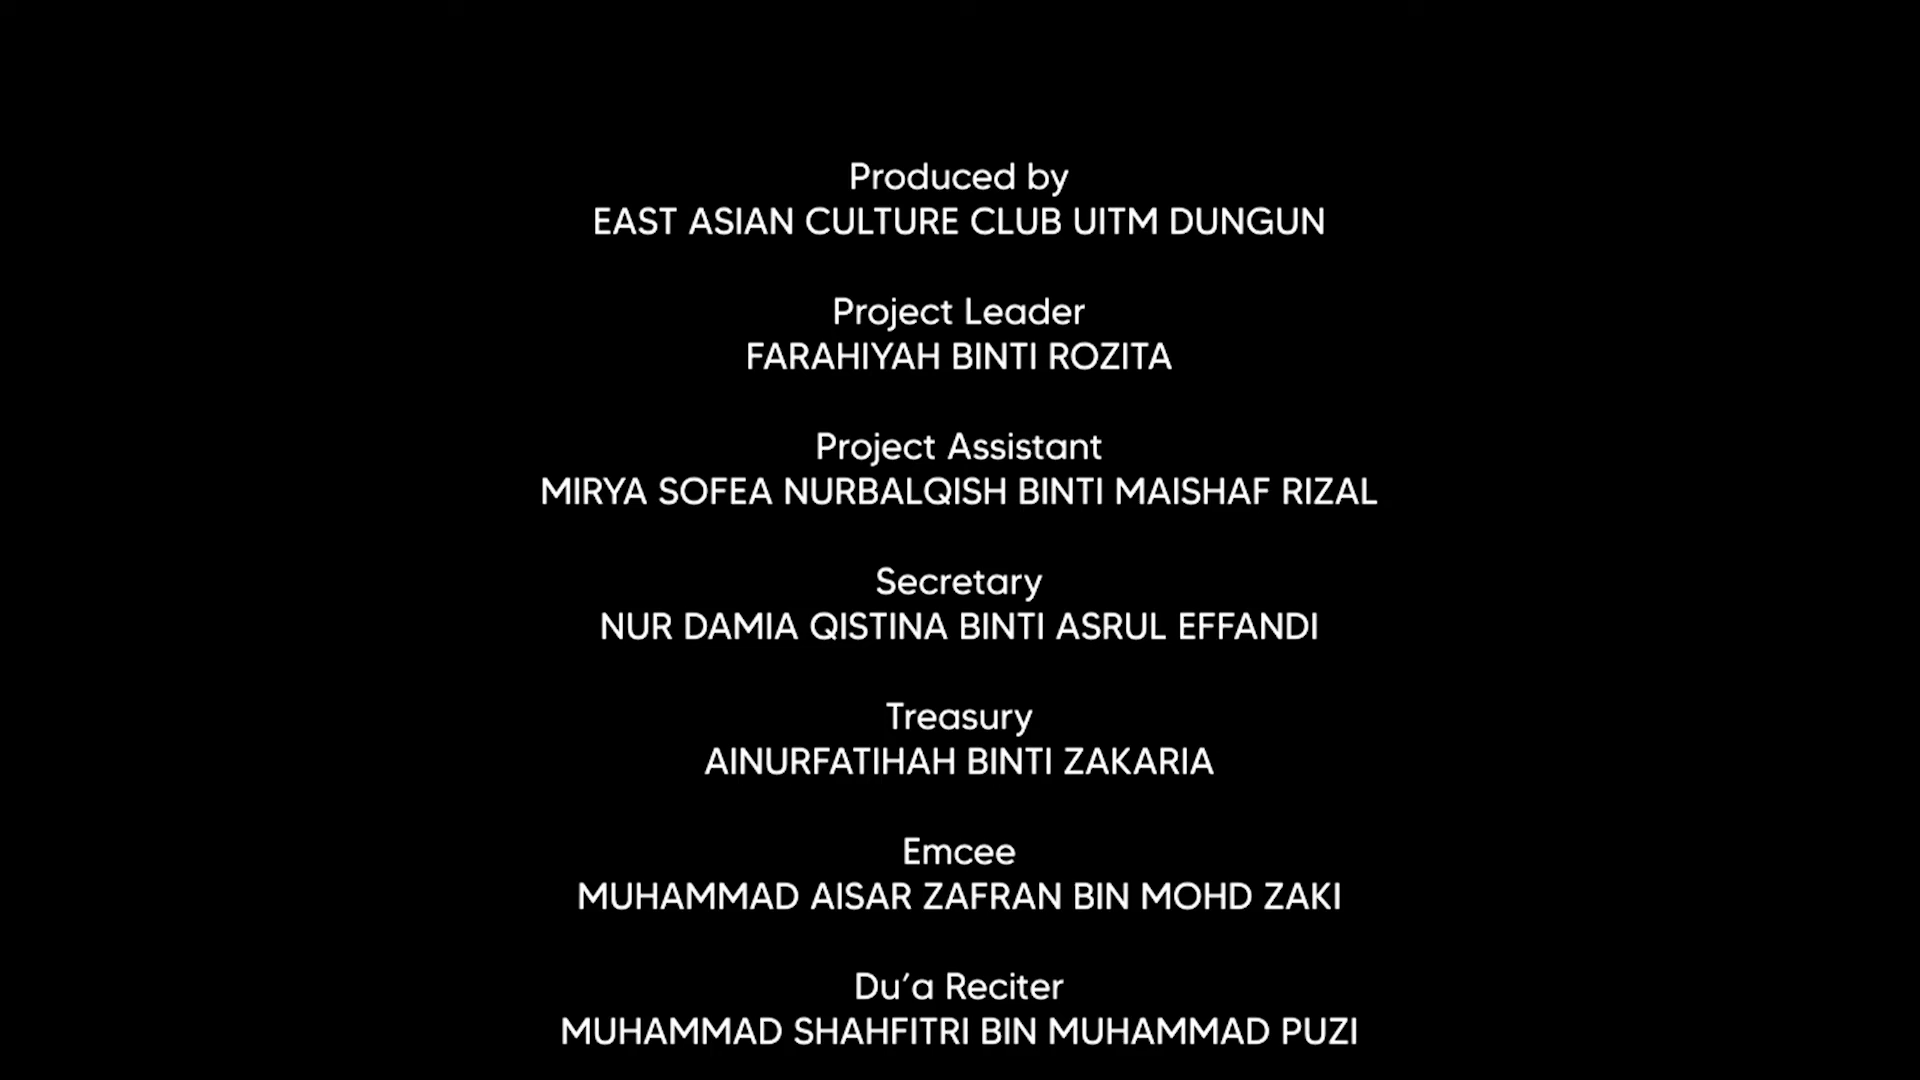 Produced by
EAST ASIAN CULTURE CLUB UITM DUNGUN
Project Leader
FARAHIYAH BINTI ROZITA
Project Assistant
MIRYA SOFEA NURBALQISH BINTI MAISHAF RIZAL
Secretary
NUR DAMIA QISTINA BINTI ASRUL EFFANDI
Treasury
AINURFATIHAH BINTI ZAKARIA
Emcee
MUHAMMAD AISAR ZAFRAN BIN MOHD ZAKI
Du’a Reciter
MUHAMMAD SHAHFITRI BIN MUHAMMAD PUZI